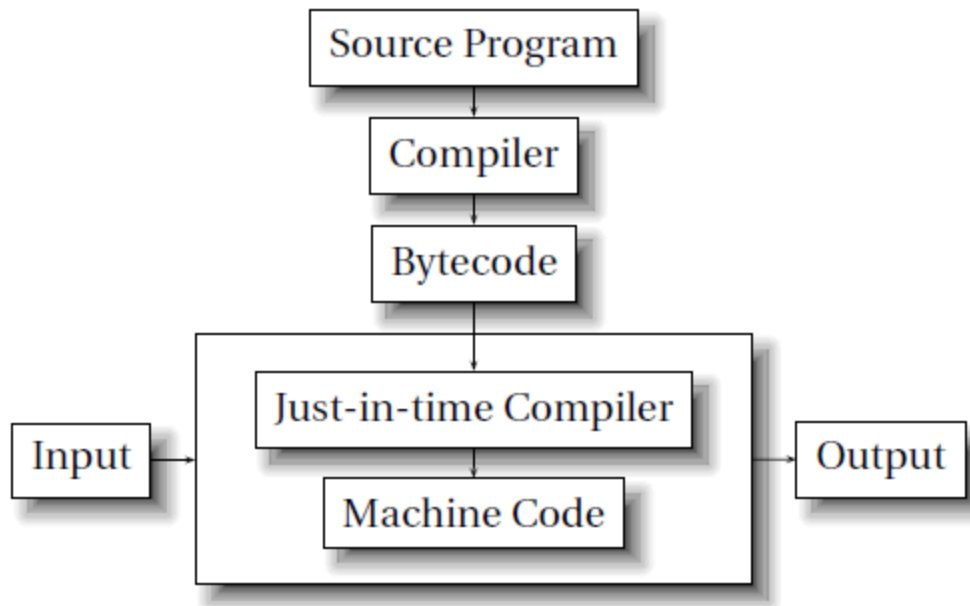 Source Program
Compiler
Bytecode
Just-in-time Compiler
Input
Output
Machine Code